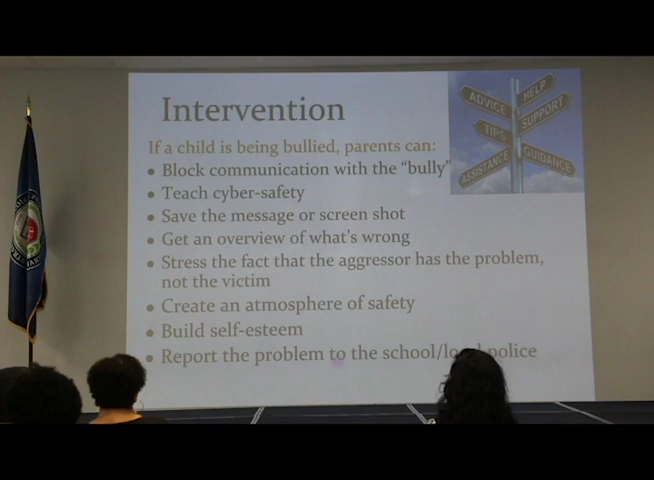 Intervention
If a child is being bullied, parents can:
• Block communication with the “bully”
• Teach cyber-safety
• Save the message or screen shot
• Get an overview of what's wrong
• Stress the fact that the aggressor has the problem,
not the victim
• Create an atmosphere of safety
• Build self-esteem
• Report the problem to the school/local police
ADVICE
HELP
TIPS
SUPPORT
ASSISTANCE
GUIDANCE